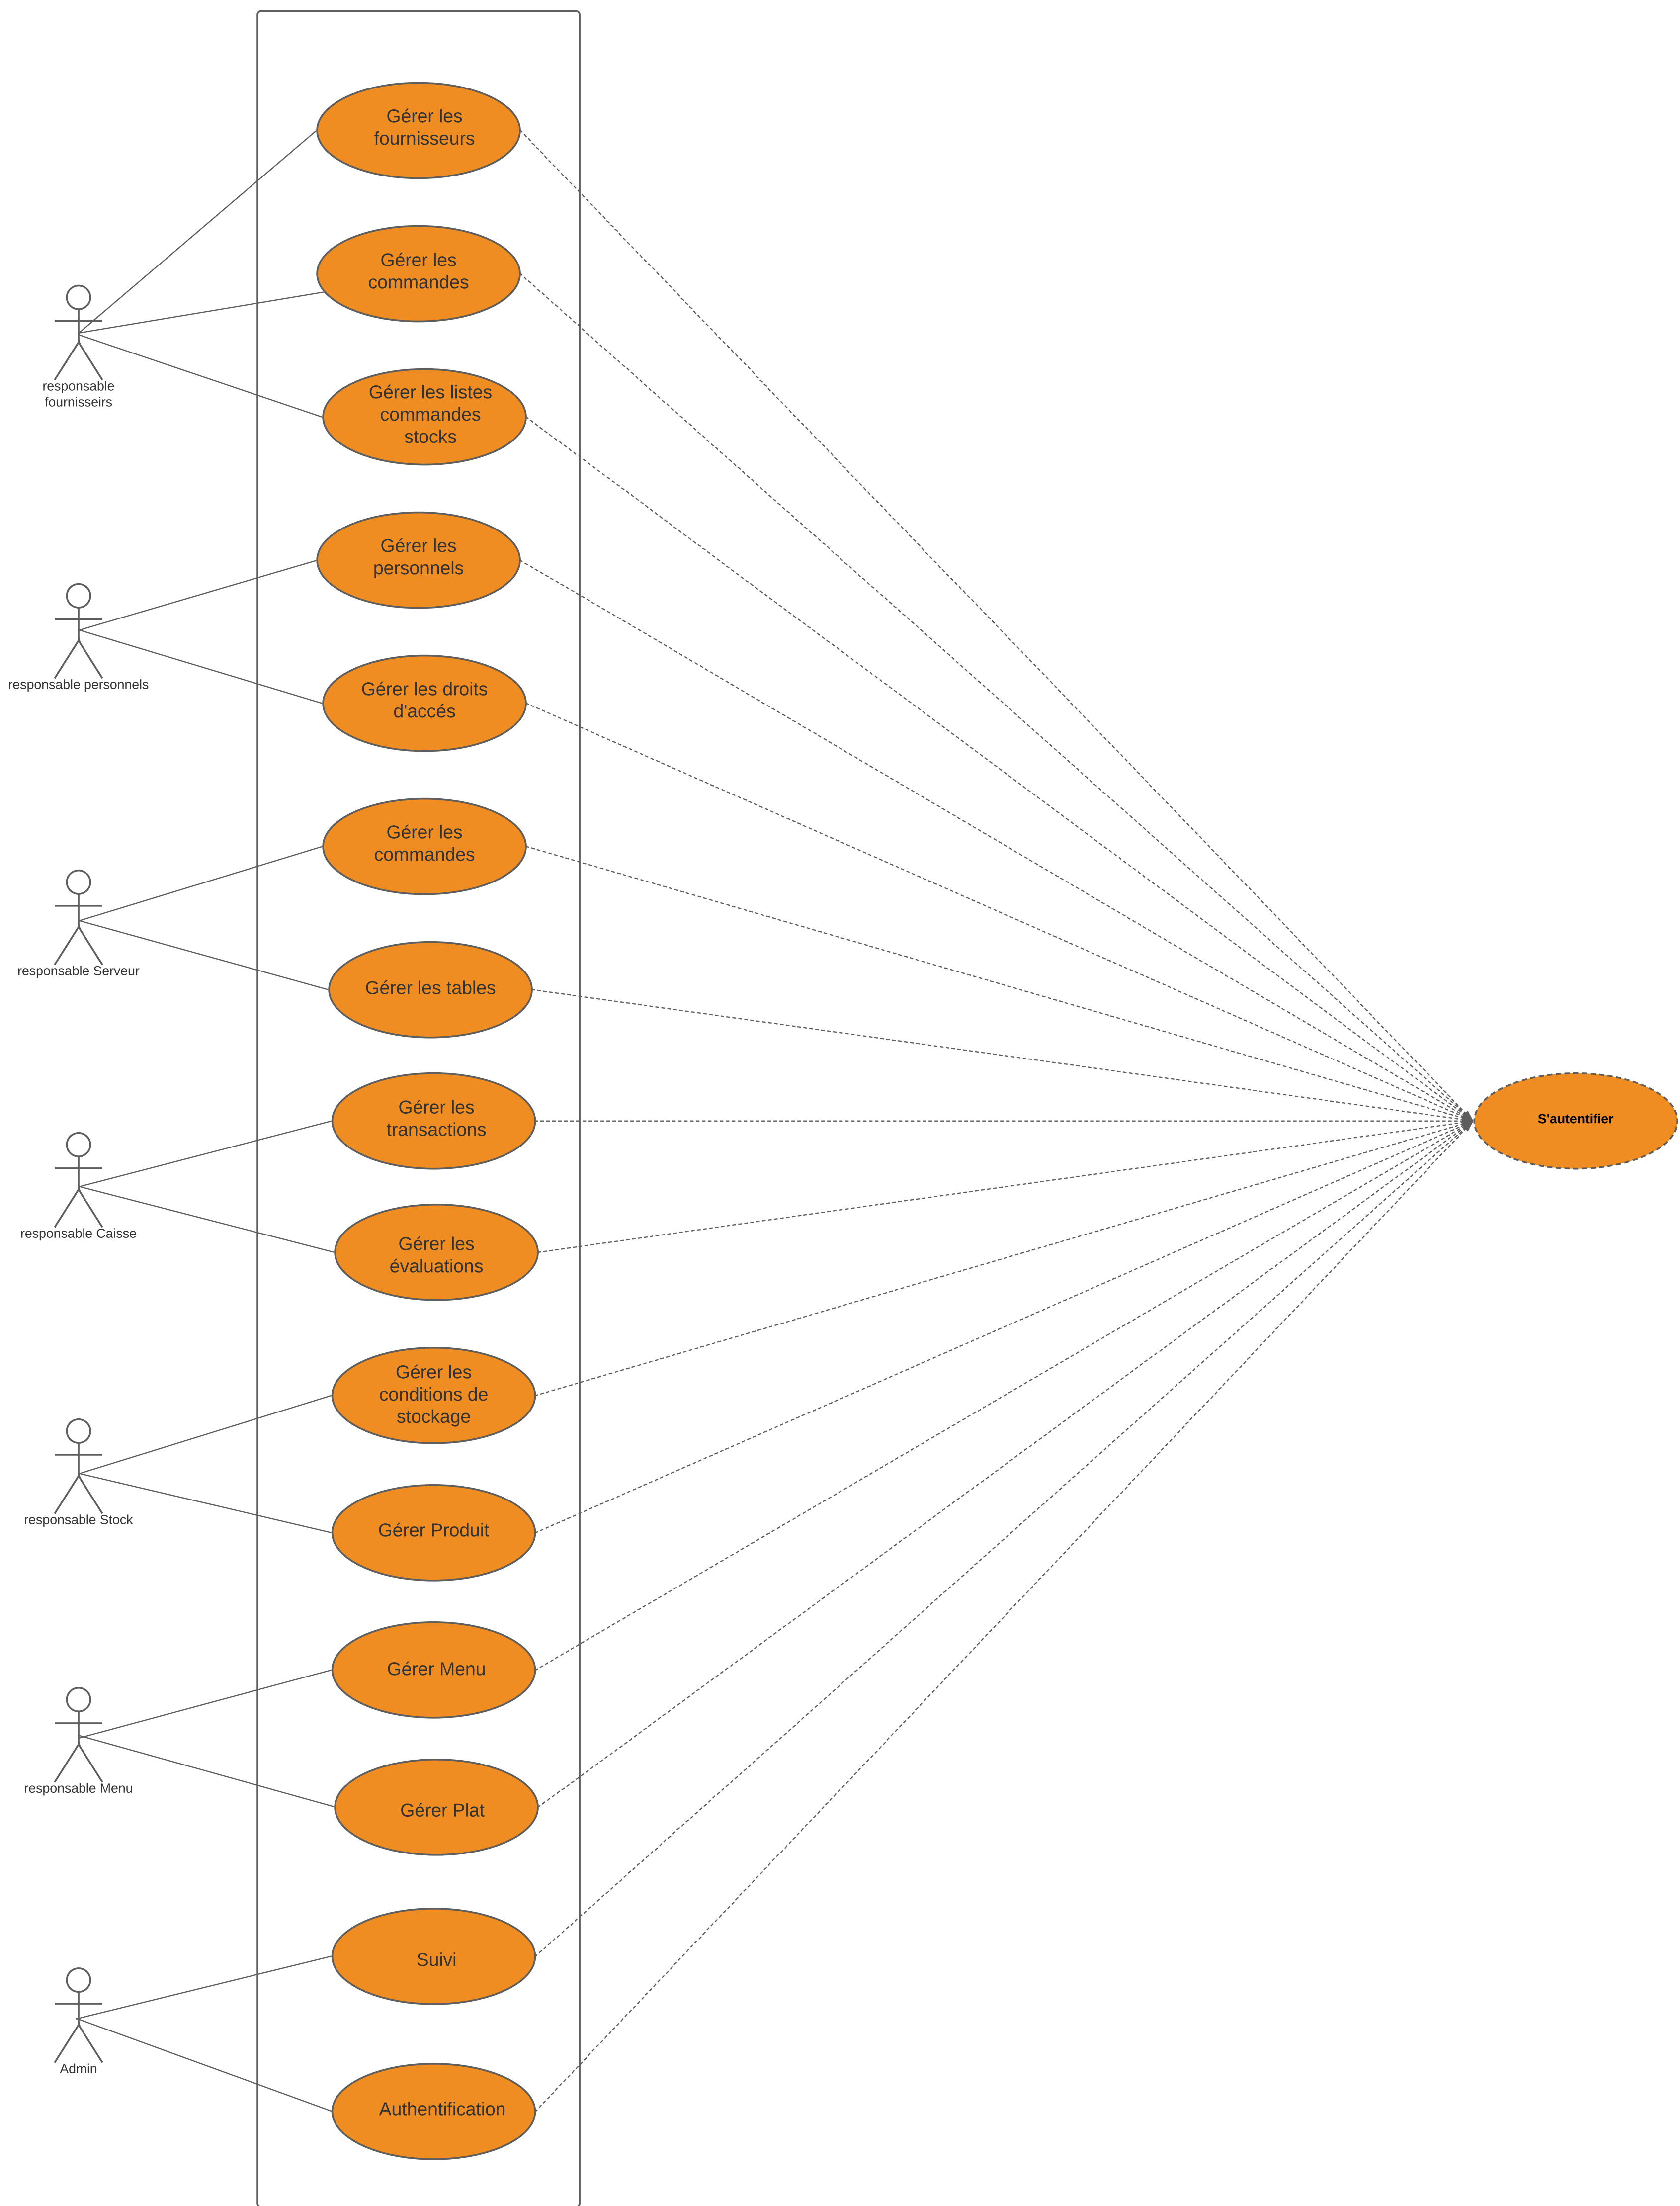 Gérer les
fournisseurs
Gérer les
commandes
responsable
fournisseirs
Gérer les listes
commandes
stocks
Gérer les
personnels
responsable personnels
Gérer les droits
d'accés
Gérer les
commandes
responsable Serveur
Gérer les tables
Gérer les
transactions
S'autentifier
responsable Caisse
Gérer les
évaluations
Gérer les
conditions de
stockage
responsable Stock
Gérer Produit
Gérer Menu
responsable Menu
Gérer Plat
Suivi
Admin
Authentification